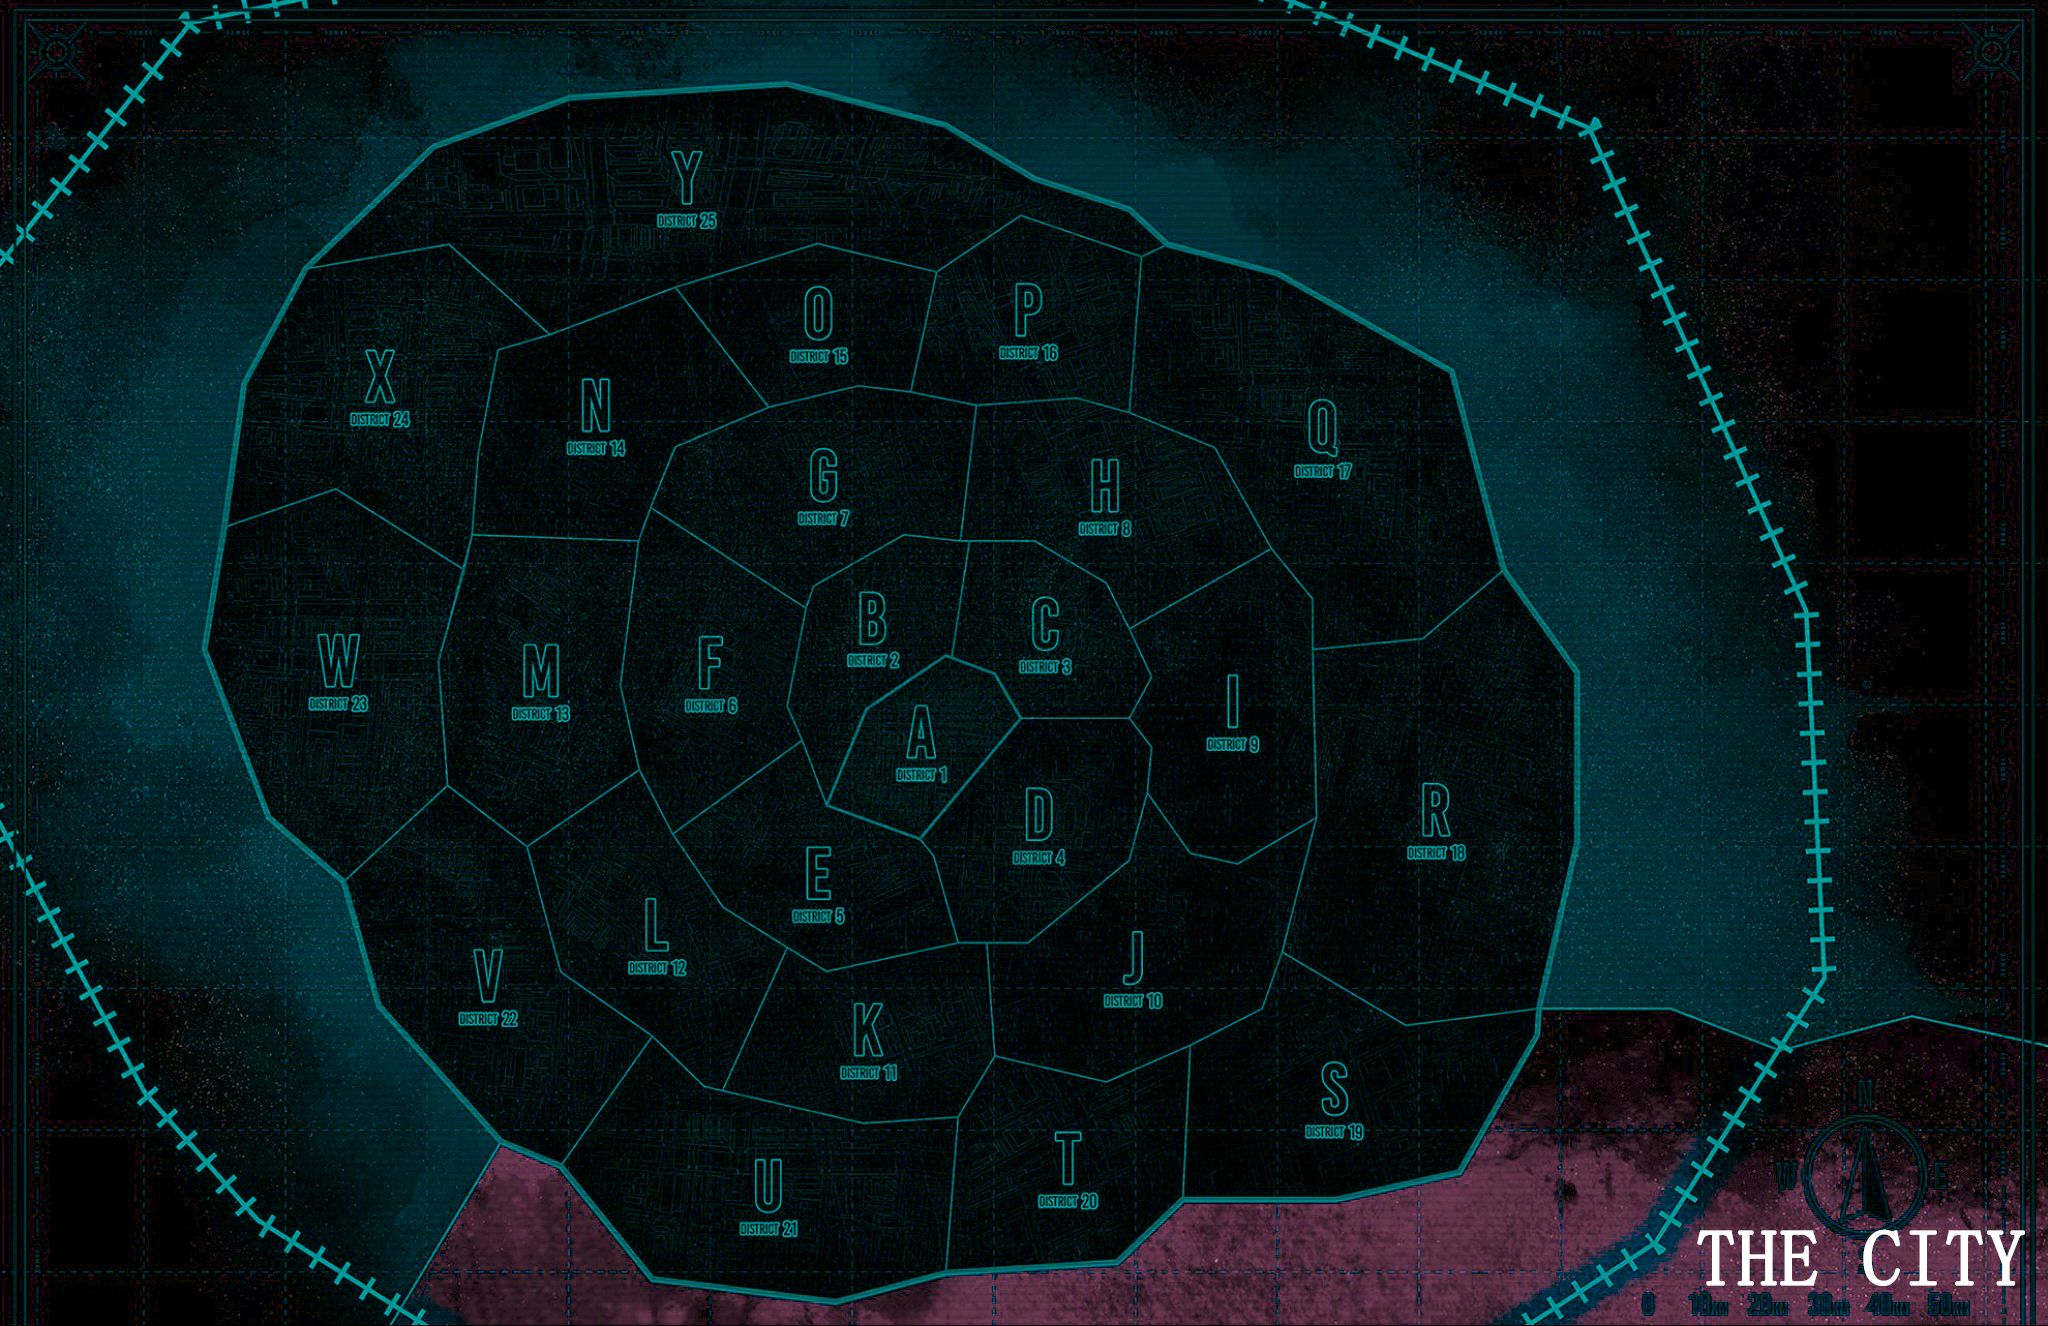 Y
DISTRICT 25
O
DISTRICT 15
P
DISTRICT 16
X
DISTRICT 24
N
DISTRICT 14
Q
DISTRICT 17
G
DISTRICT 7
H
DISTRICT 8
B
DISTRICT 2
C
DISTRICT 3
W
DISTRICT 23
M
DISTRICT 13
F
DISTRICT 6
I
DISTRICT 9
A
DISTRICT 1
D
DISTRICT 4
R
DISTRICT 18
E
DISTRICT 5
L
DISTRICT 12
J
DISTRICT 10
V
DISTRICT 22
K
DISTRICT 11
S
DISTRICT 19
T
DISTRICT 20
U
DISTRICT 21
N
W E
THE CITY
0 10KM 20KM 30KM 40KM 50KM